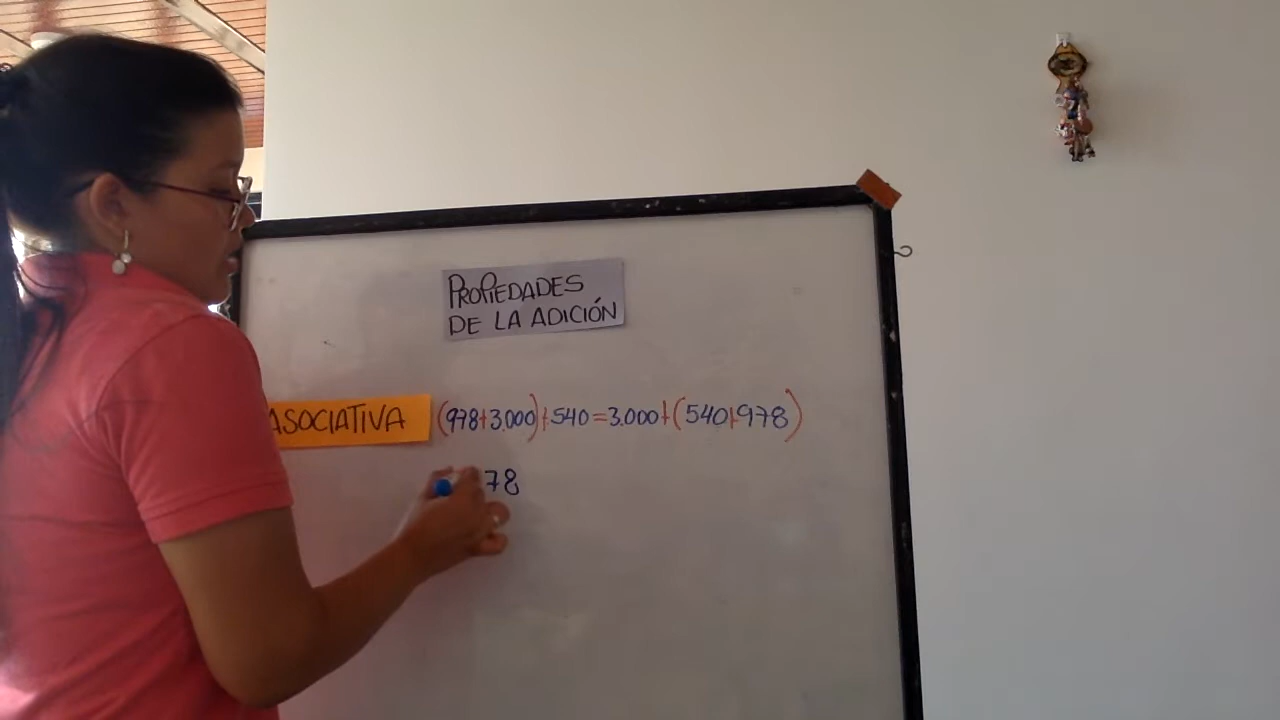 PROPIEDADES
DE LA ADICIÓN
ASOCIATIVA (978+3.000)+540=3.000+(540+978)
78